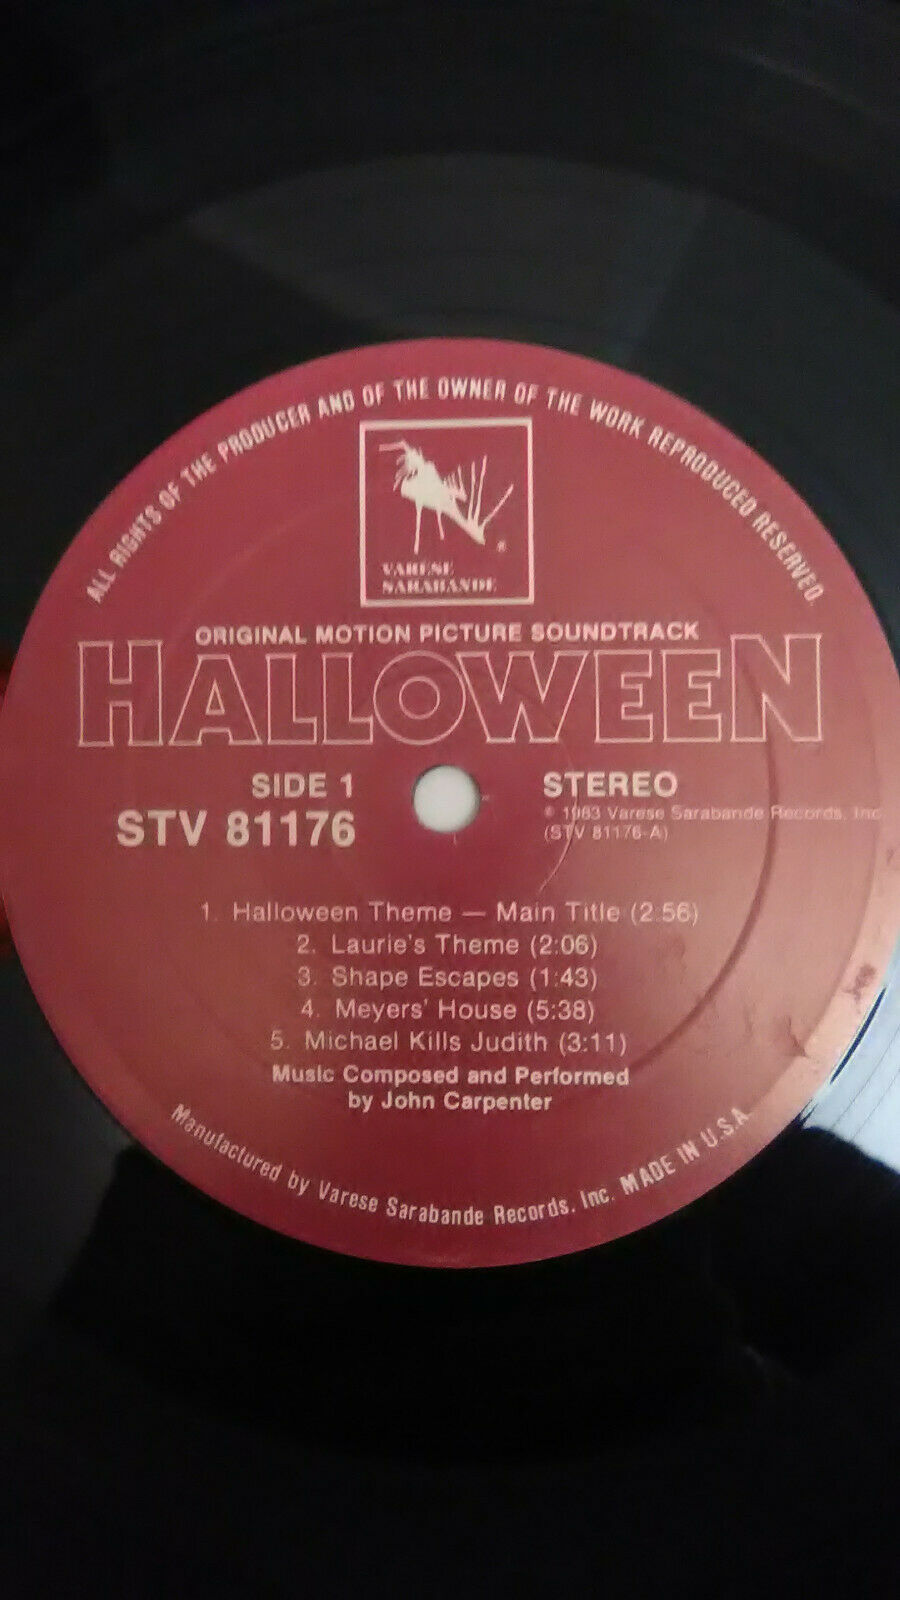 ALL RIGHTS OF THE PRODUCER AND OF THE OWNER OF THE WORK REPRODUCED RESERVED.
VARESE
SARABANDE
®
ORIGINAL MOTION PICTURE SOUNDTRACK
HALLOWEEN
SIDE 1
STV 81176
STEREO
℗ 1983 Varese Sarabande Records, Inc.
(STV 81176-A)
1. Halloween Theme — Main Title (2:56)
2. Laurie's Theme (2:06)
3. Shape Escapes (1:43)
4. Meyers' House (5:38)
5. Michael Kills Judith (3:11)
Music Composed and Performed
by John Carpenter
Manufactured by Varese Sarabande Records, Inc. MADE IN U.S.A